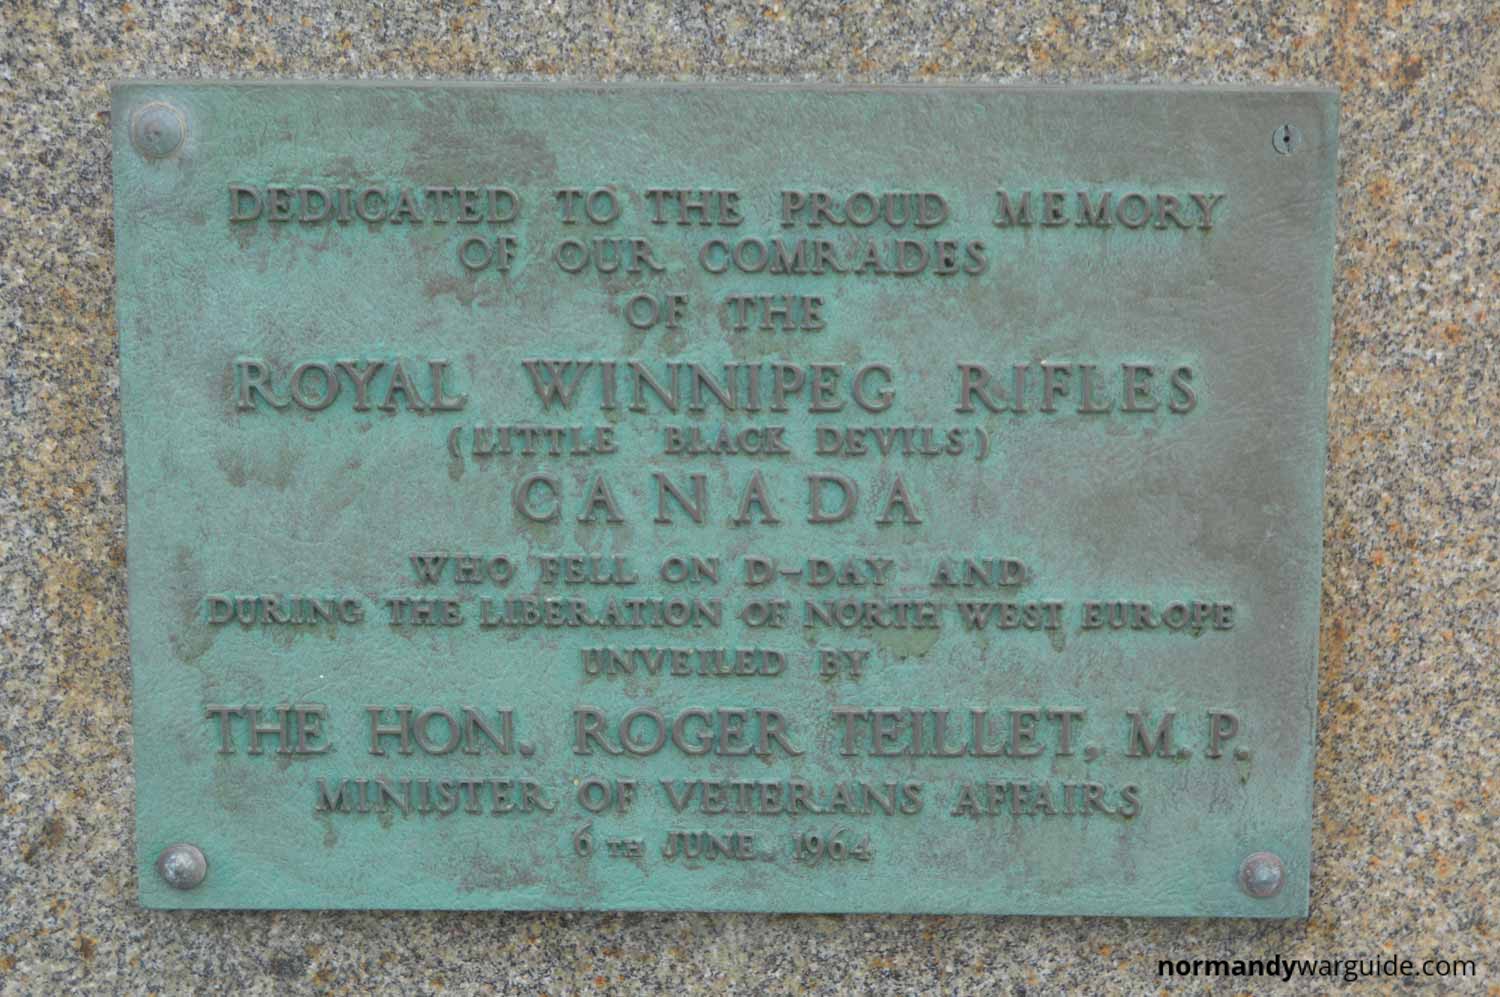 DEDICATED TO THE PROUD MEMORY
OF OUR COMRADES
OF THE
ROYAL WINNIPEG RIFLES
(LITTLE BLACK DEVILS)
CANADA
WHO FELL ON D-DAY AND
DURING THE LIBERATION OF NORTH WEST EUROPE
UNVEILED BY
THE HON. ROGER TEILLET, M.P.
MINISTER OF VETERANS AFFAIRS
6TH JUNE. 1964
normandywarguide.com